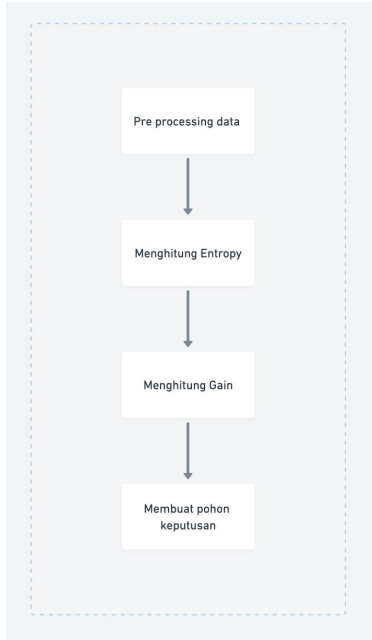 Pre processing data
Menghitung Entropy
Menghitung Gain
Membuat pohon
keputusan